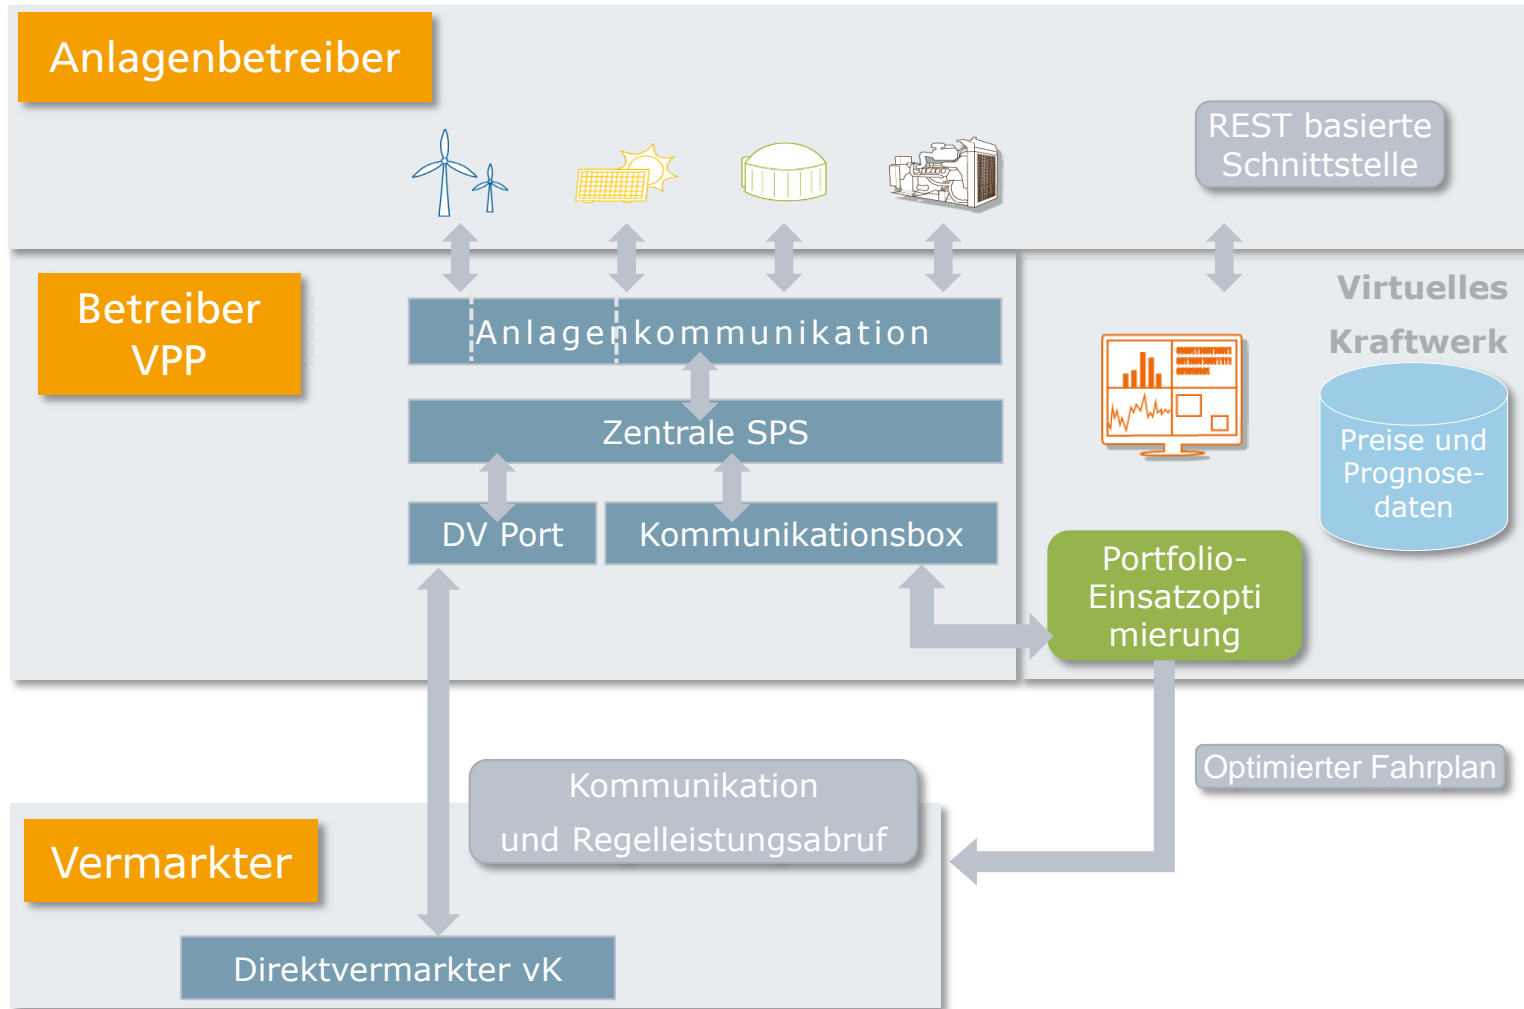 Anlagenbetreiber
REST basierte
Schnittstelle
Betreiber
VPP
Anlagenkommunikation
Zentrale SPS
DV Port
Kommunikationsbox
Virtuelles
Kraftwerk
Preise und
Prognose-
daten
Portfolio-
Einsatzopti
mierung
Optimierter Fahrplan
Kommunikation
und Regelleistungsabruf
Vermarkter
Direktvermarkter vK